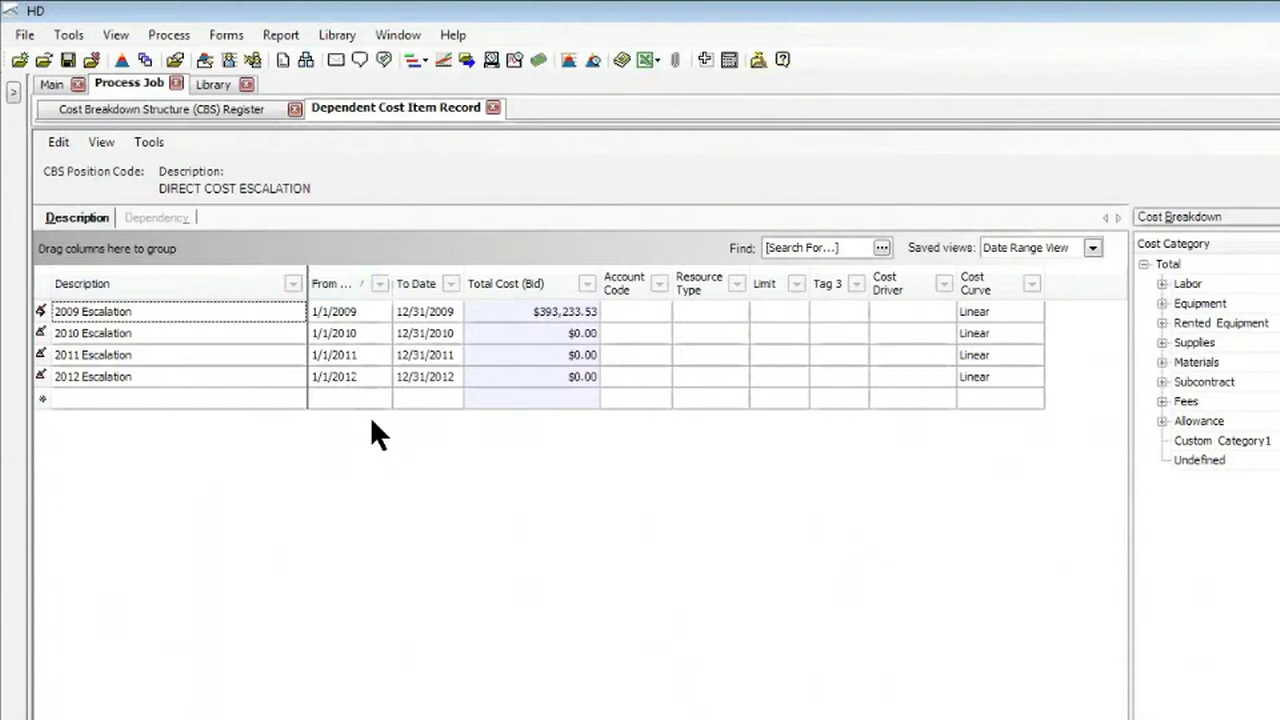 HD
File Tools View Process Forms Report Library Window Help
Main Process Job Library
Cost Breakdown Structure (CBS) Register Dependent Cost Item Record
Edit View Tools
CBS Position Code: Description:
DIRECT COST ESCALATION
Description Dependency
Drag columns here to group Find: [Search For...] Saved views: Date Range View
Description From ... To Date Total Cost (Bid) Account Code Resource Type Limit Tag 3 Cost Driver Cost Curve
2009 Escalation 1/1/2009 12/31/2009 $393,233.53 Linear
2010 Escalation 1/1/2010 12/31/2010 $0.00 Linear
2011 Escalation 1/1/2011 12/31/2011 $0.00 Linear
2012 Escalation 1/1/2012 12/31/2012 $0.00 Linear
Cost Breakdown
Cost Category
Total
Labor
Equipment
Rented Equipment
Supplies
Materials
Subcontract
Fees
Allowance
Custom Category1
Undefined